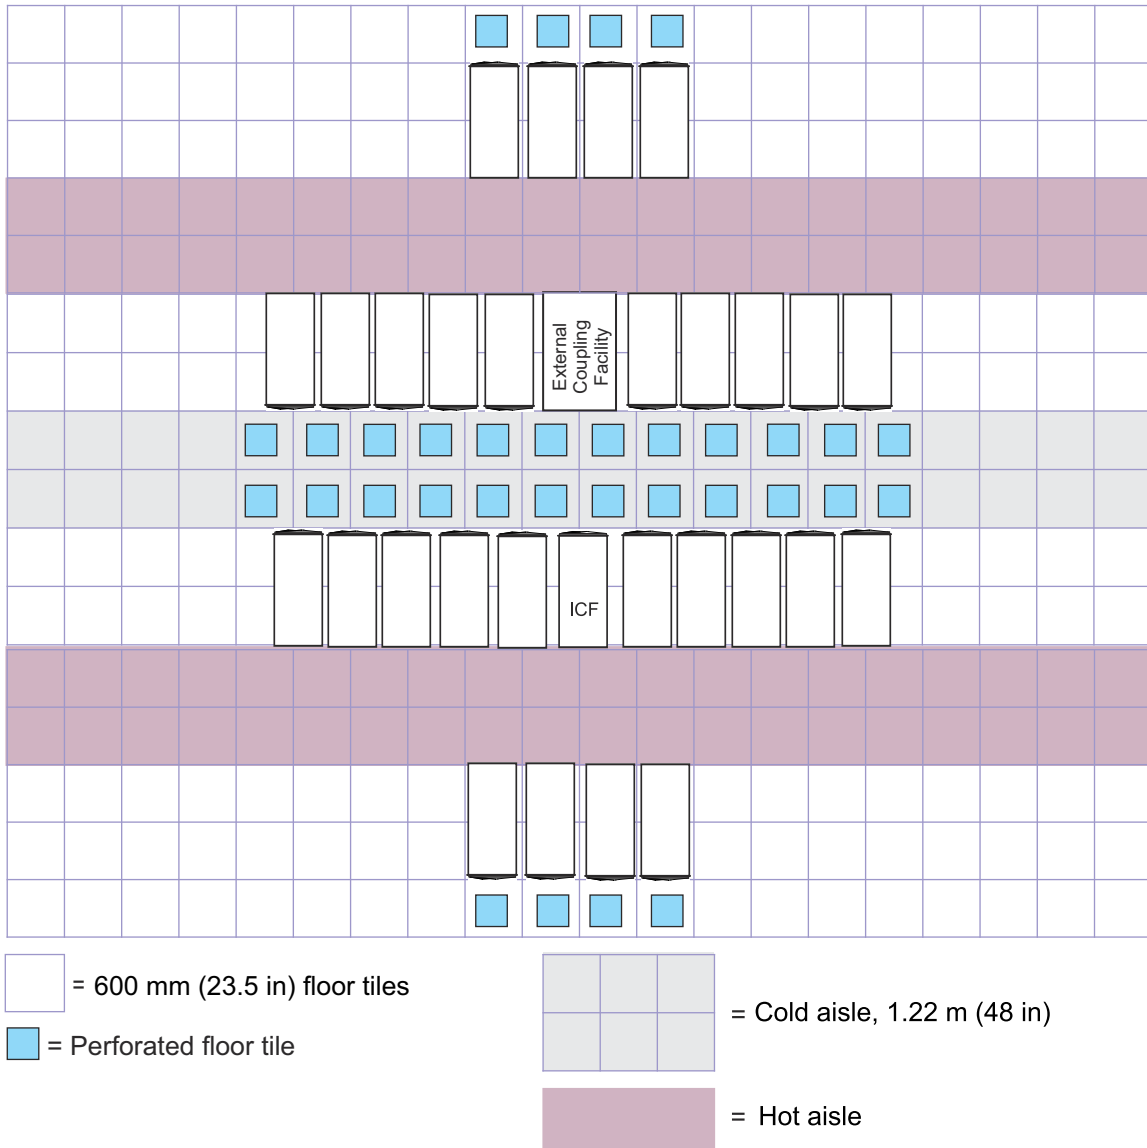 External
Coupling
Facility
ICF
= 600 mm (23.5 in) floor tiles
= Perforated floor tile
= Cold aisle, 1.22 m (48 in)
= Hot aisle